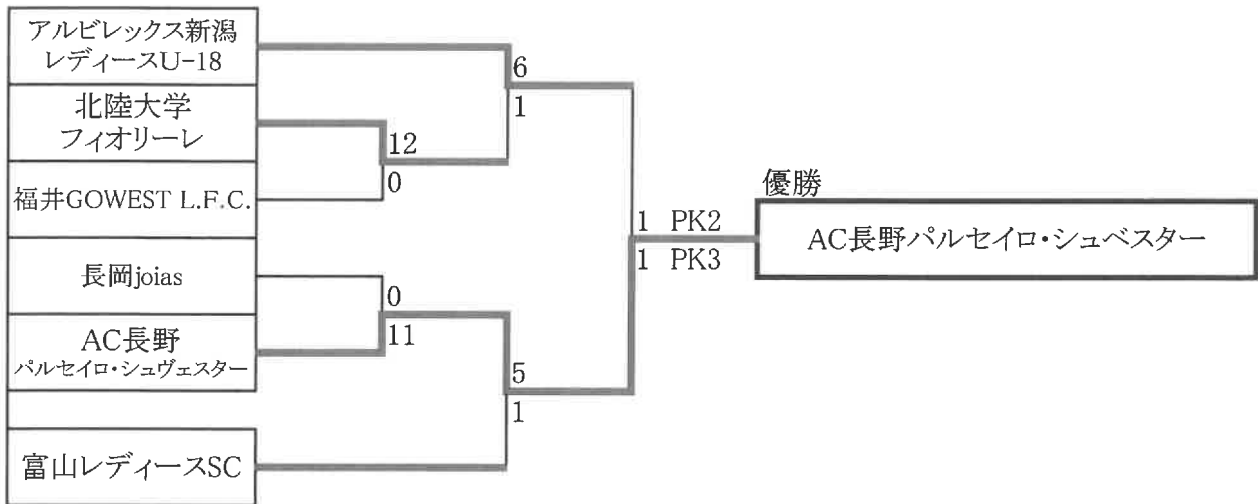 アルビレックス新潟
レディースU-18
北陸大学
フィオリーレ
福井GOWEST L.F.C.
長岡joias
AC長野
パルセイロ・シュヴェスター
富山レディースSC
12
0
0
11
6
1
5
1
1 PK2
1 PK3
優勝
AC長野パルセイロ・シュベスター